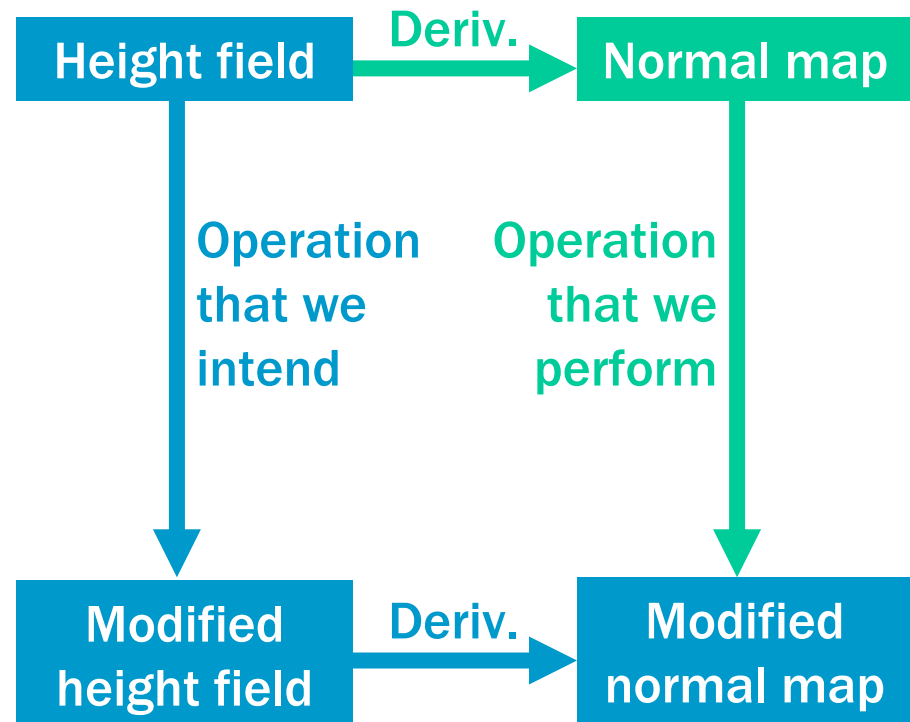 Deriv.
Height field
Normal map
Operation
that we
intend
Operation
that we
perform
Modified
height field
Deriv.
Modified
normal map